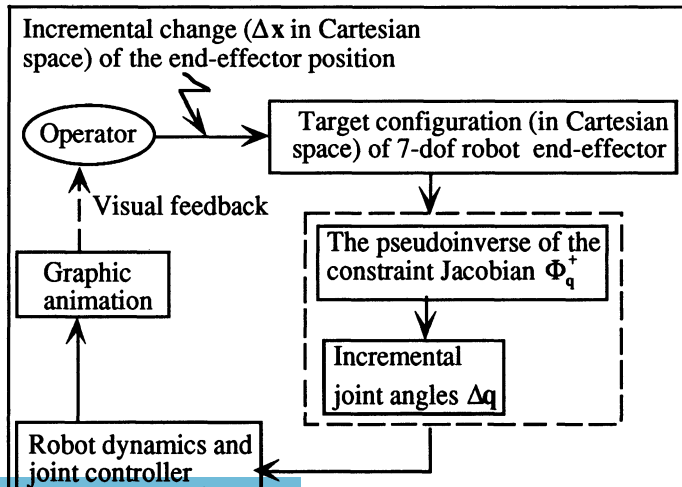 Incremental change (Δx in Cartesian
space) of the end-effector position
Operator
Target configuration (in Cartesian
space) of 7-dof robot end-effector
Visual feedback
The pseudoinverse of the
constraint Jacobian Φq+
Graphic
animation
Incremental
joint angles Δq
Robot dynamics and
joint controller